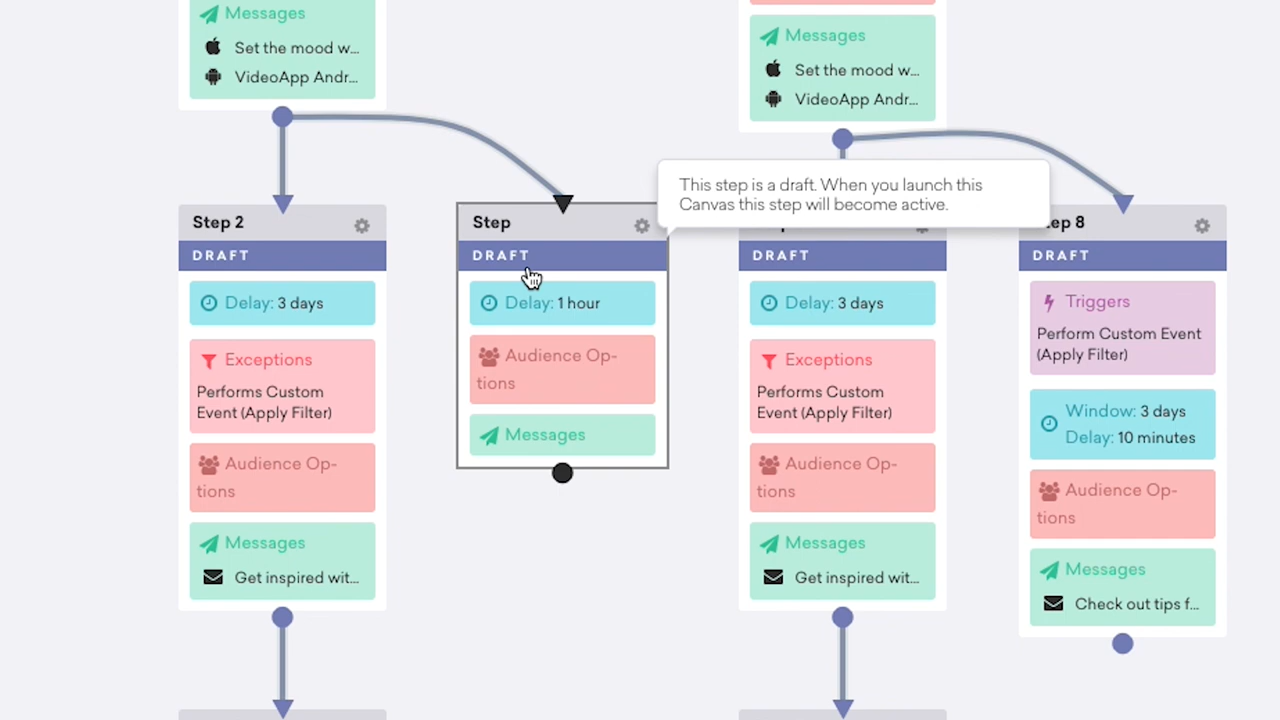 Messages
Set the mood w...
VideoApp Andr...
Messages
Set the mood w...
VideoApp Andr...
This step is a draft. When you launch this
Canvas this step will become active.
Step 2
DRAFT
Delay: 3 days
Exceptions
Performs Custom
Event (Apply Filter)
Audience Op-
tions
Messages
Get inspired wit...
Step
DRAFT
Delay: 1 hour
Audience Op-
tions
Messages
DRAFT
Delay: 3 days
Exceptions
Performs Custom
Event (Apply Filter)
Audience Op-
tions
Messages
Get inspired wit...
ep 8
DRAFT
Triggers
Perform Custom Event
(Apply Filter)
Window: 3 days
Delay: 10 minutes
Audience Op-
tions
Messages
Check out tips f...